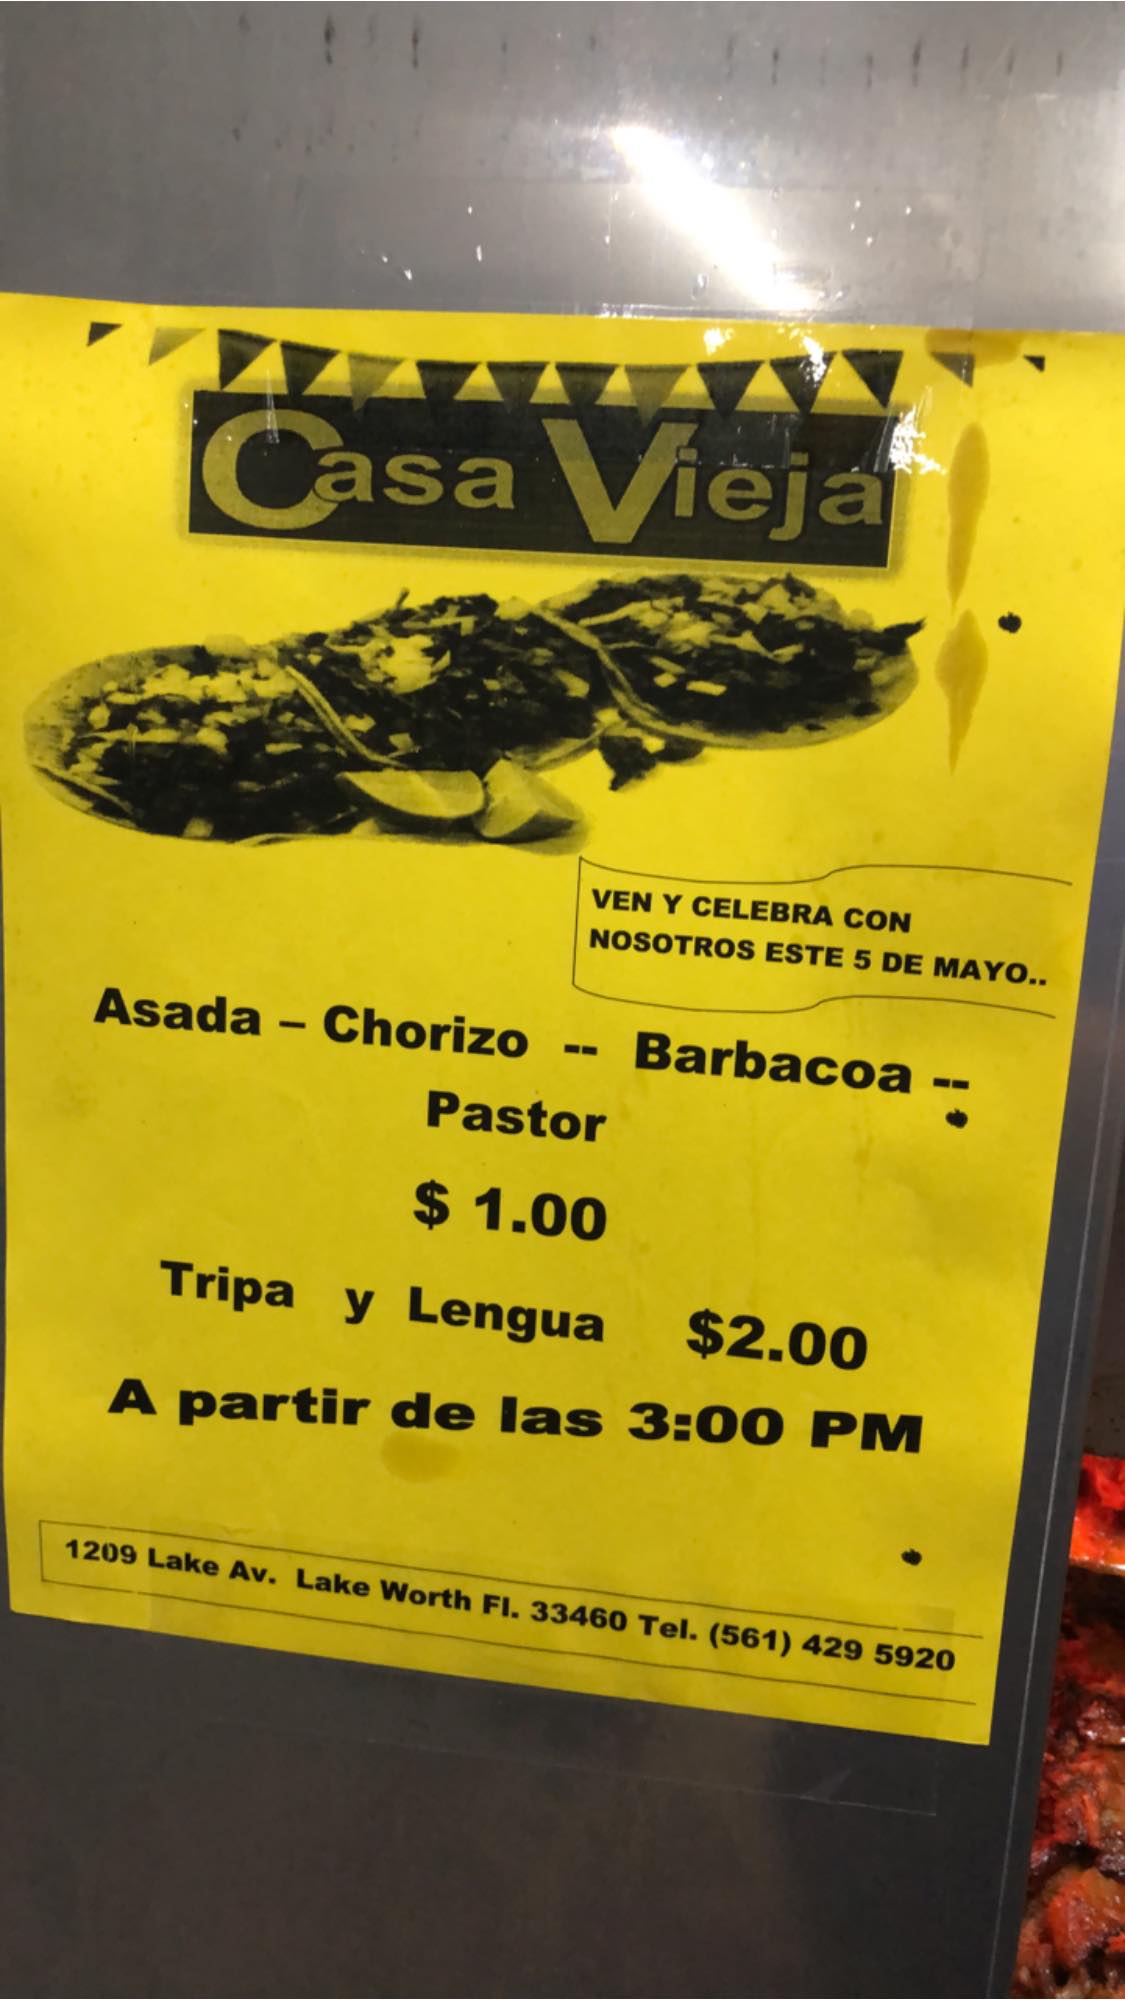 Casa Vieja
VEN Y CELEBRA CON
NOSOTROS ESTE 5 DE MAYO..
Asada – Chorizo -- Barbacoa --
Pastor
$ 1.00
Tripa y Lengua $2.00
A partir de las 3:00 PM
1209 Lake Av. Lake Worth Fl. 33460 Tel. (561) 429 5920